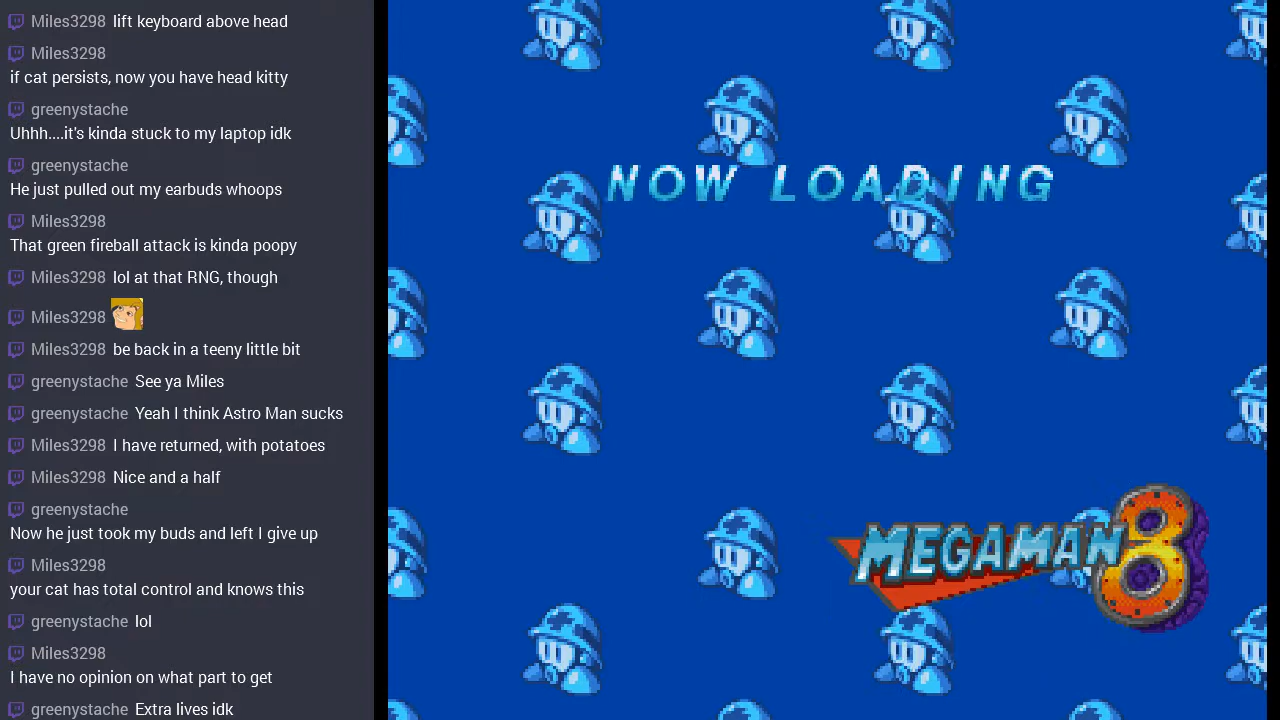 Miles3298 lift keyboard above head
Miles3298
if cat persists, now you have head kitty
greenystache
Uhhh....it's kinda stuck to my laptop idk
greenystache
He just pulled out my earbuds whoops
Miles3298
That green fireball attack is kinda poopy
Miles3298 lol at that RNG, though
Miles3298
Miles3298 be back in a teeny little bit
greenystache See ya Miles
greenystache Yeah I think Astro Man sucks
Miles3298 I have returned, with potatoes
Miles3298 Nice and a half
greenystache
Now he just took my buds and left I give up
Miles3298
your cat has total control and knows this
greenystache lol
Miles3298
I have no opinion on what part to get
greenystache Extra lives idk
NOW LOADING
MEGAMAN 8